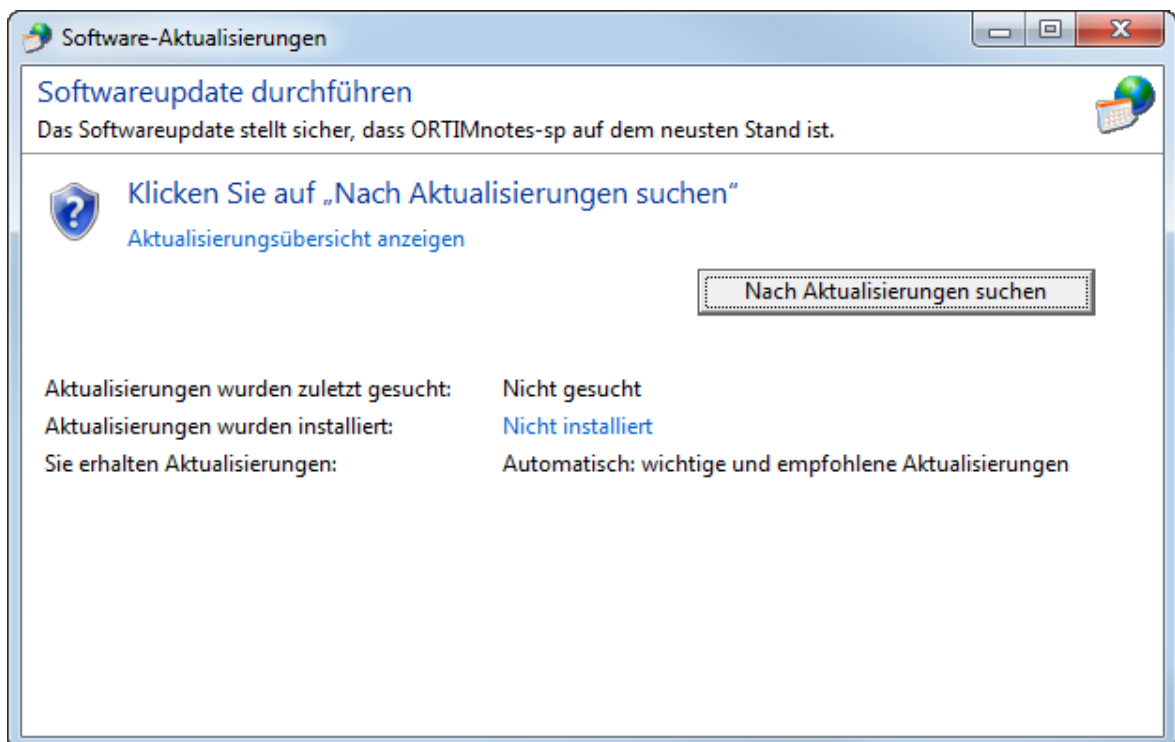 Software-Aktualisierungen
Softwareupdate durchführen
Das Softwareupdate stellt sicher, dass ORTIMnotes-sp auf dem neusten Stand ist.
Klicken Sie auf „Nach Aktualisierungen suchen“
Aktualisierungsübersicht anzeigen
Nach Aktualisierungen suchen
Aktualisierungen wurden zuletzt gesucht: Nicht gesucht
Aktualisierungen wurden installiert: Nicht installiert
Sie erhalten Aktualisierungen: Automatisch: wichtige und empfohlene Aktualisierungen